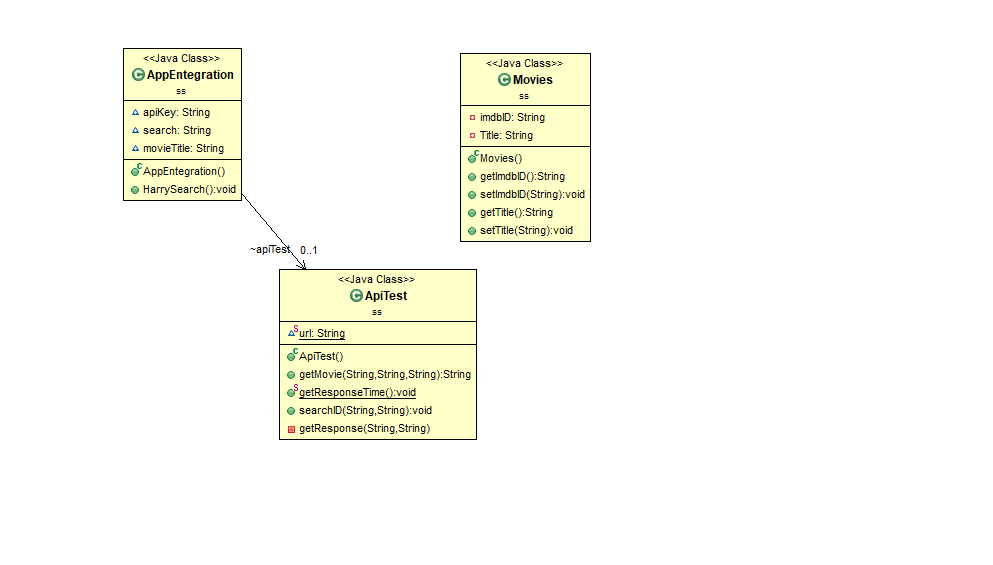 <<Java Class>>
AppEntegration
ss
apiKey: String
search: String
movieTitle: String
AppEntegration()
HarrySearch():void
<<Java Class>>
Movies
ss
imdbID: String
Title: String
Movies()
getImdbID():String
setImdbID(String):void
getTitle():String
setTitle(String):void
~apiTest 0..1
<<Java Class>>
ApiTest
ss
url: String
ApiTest()
getMovie(String,String,String):String
getResponseTime():void
searchID(String,String):void
getResponse(String,String)